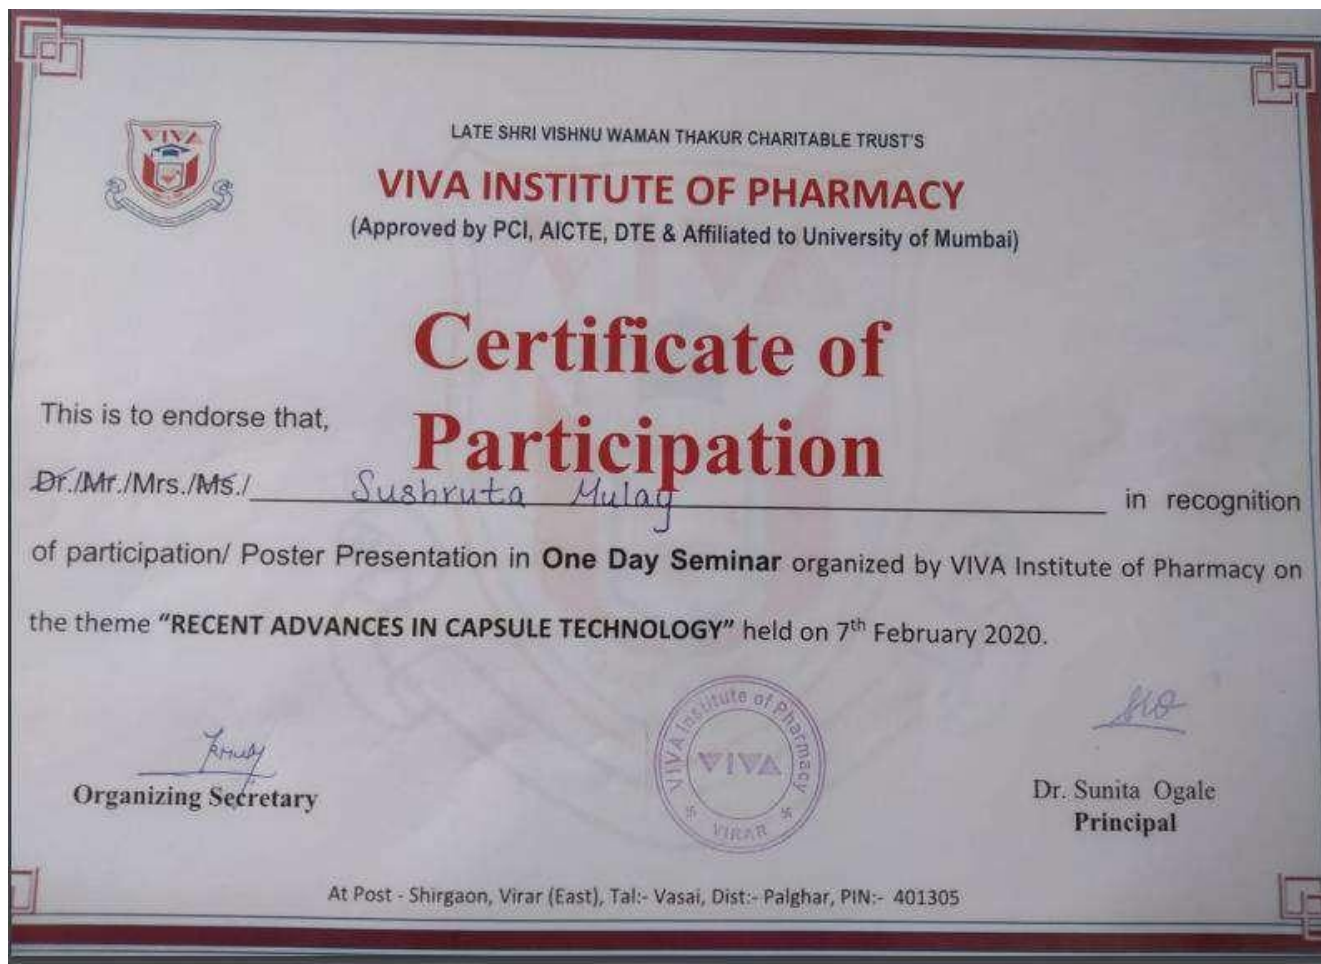 VIVA
LATE SHRI VISHNU WAMAN THAKUR CHARITABLE TRUST'S
VIVA INSTITUTE OF PHARMACY
(Approved by PCI, AICTE, DTE & Affiliated to University of Mumbai)
Certificate of
Participation
This is to endorse that,
Dr./Mr./Mrs./Ms./ Sushruta Mulay in recognition
of participation/ Poster Presentation in One Day Seminar organized by VIVA Institute of Pharmacy on
the theme “RECENT ADVANCES IN CAPSULE TECHNOLOGY” held on 7th February 2020.
VIVA Institute of Pharmacy
VIVA
VIRAR
Organizing Secretary
Dr. Sunita Ogale
Principal
At Post - Shirgaon, Virar (East), Tal:- Vasai, Dist:- Palghar, PIN:- 401305